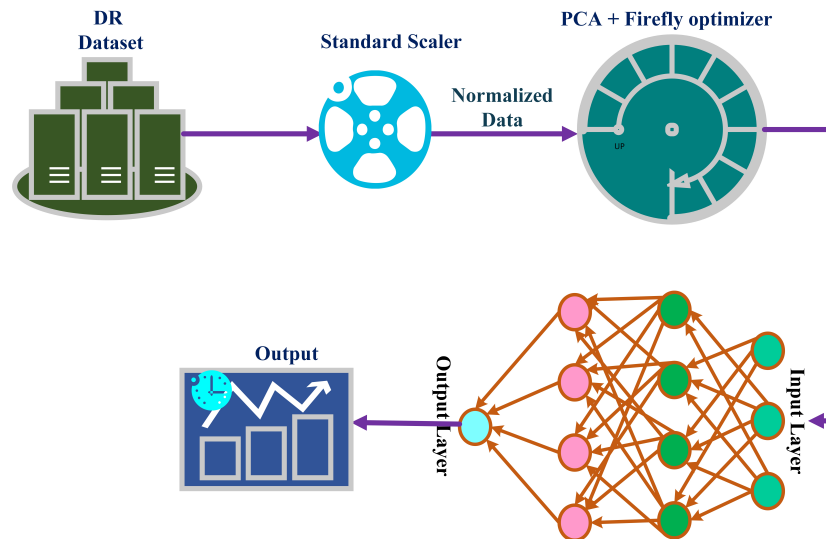 DR
Dataset
Standard Scaler
PCA + Firefly optimizer
Normalized
Data
UP
Output
Output Layer
Input Layer